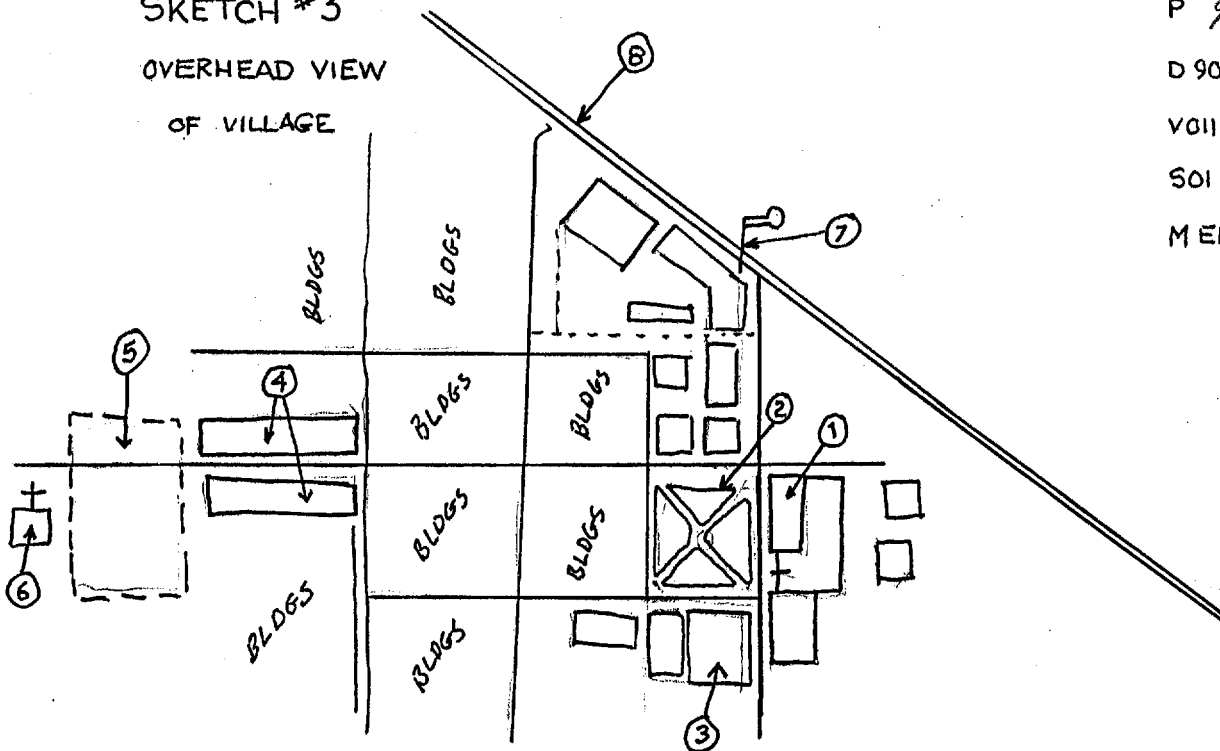 SKETCH #3
OVERHEAD VIEW
OF VILLAGE
P
D 90
V011
S01
M
8
7
BLDGS
BLDGS
5
4
BLDGS
BLDGS
2
1
BLDGS
BLDGS
6
BLDGS
BLDGS
3